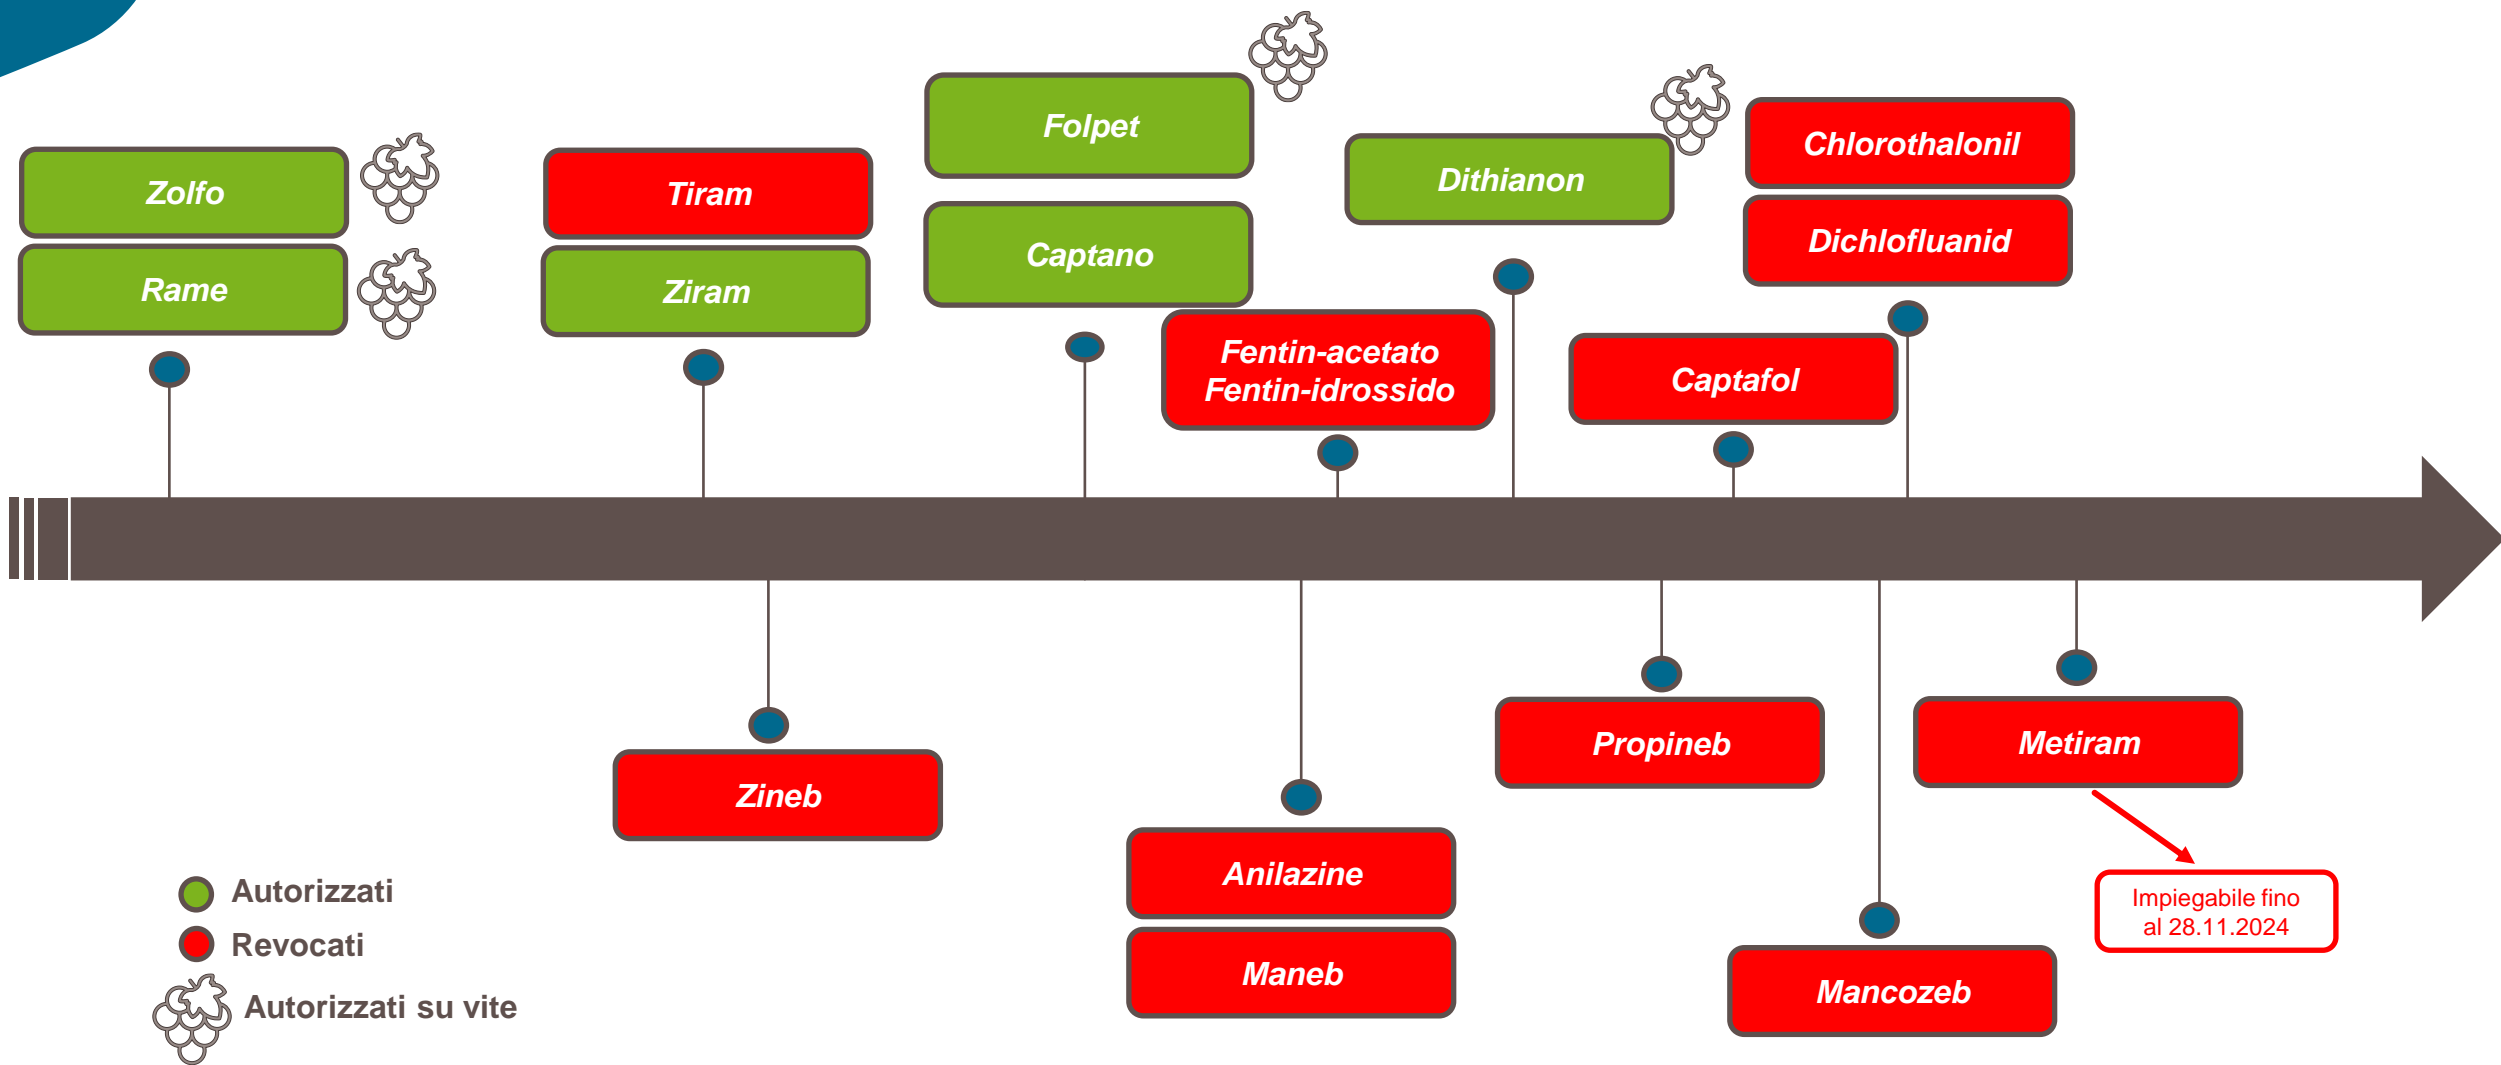 Folpet
Chlorothalonil
Zolfo
Tiram
Dithianon
Dichlofluanid
Captano
Rame
Ziram
Fentin-acetato
Fentin-idrossido
Captafol
Propineb
Metiram
Zineb
Anilazine
Impiegabile fino
al 28.11.2024
Maneb
Mancozeb
Autorizzati
Revocati
Autorizzati su vite